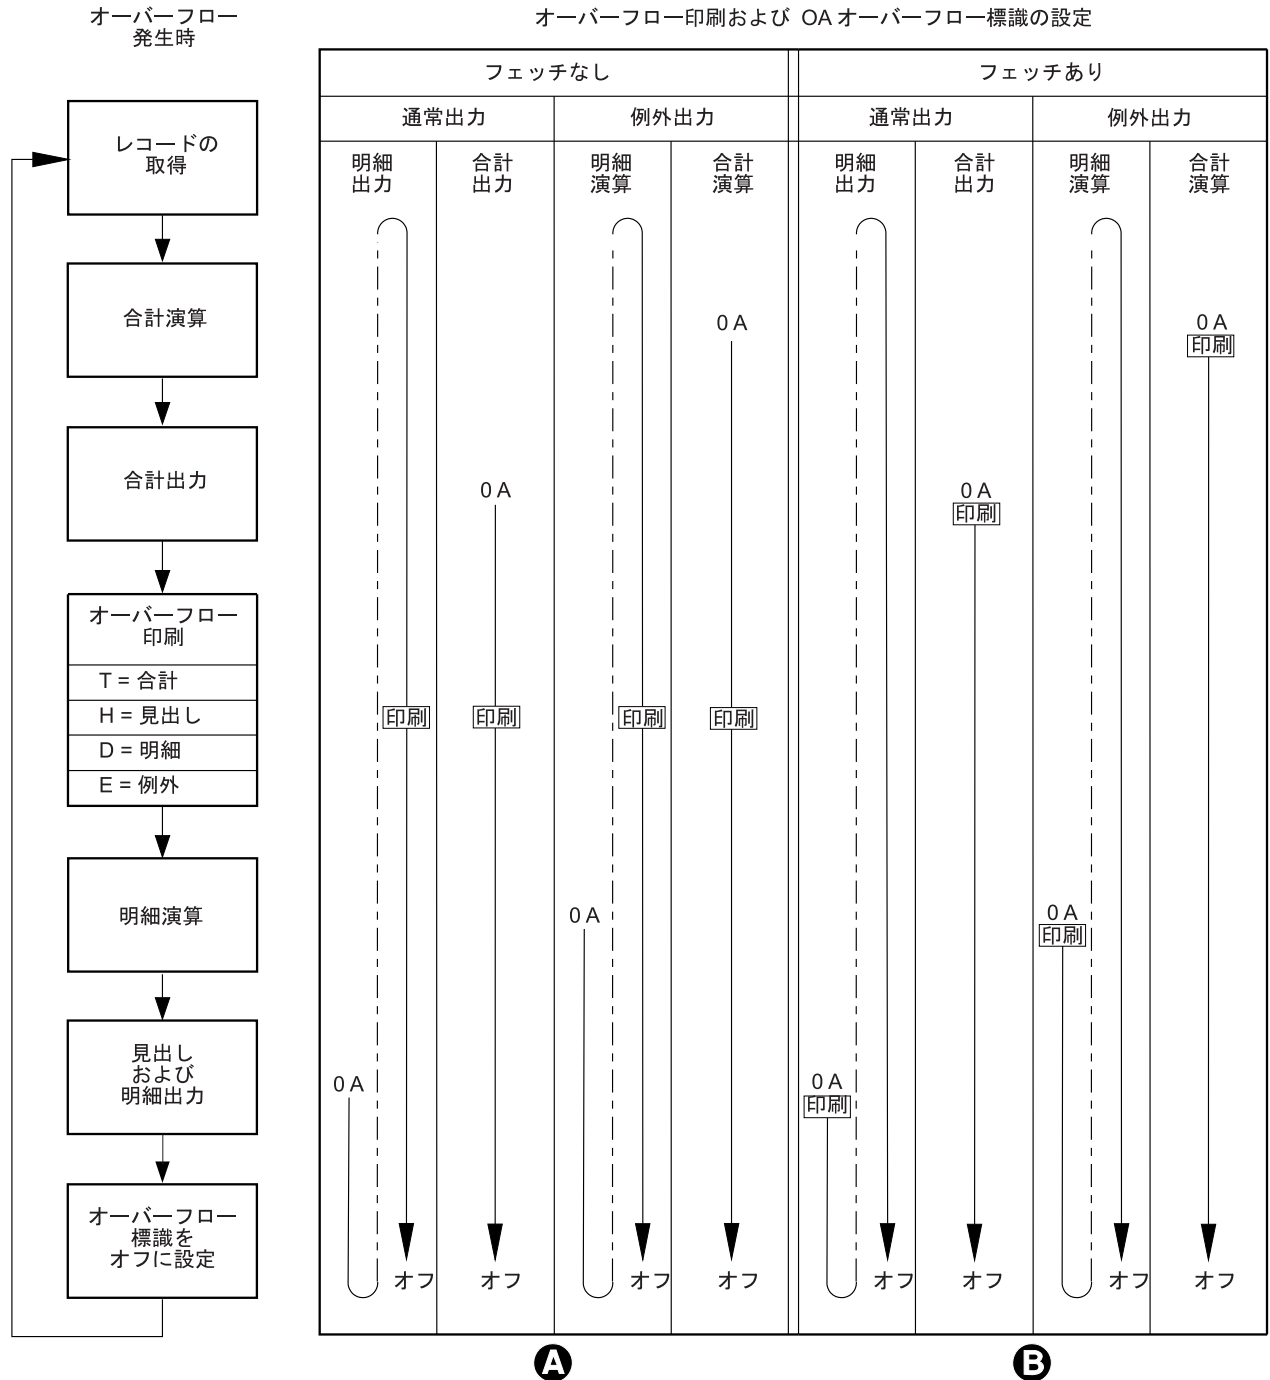 オーバーフロー
発生時
レコードの
取得
合計演算
合計出力
オーバーフロー
印刷
T = 合計
H = 見出し
D = 明細
E = 例外
明細演算
見出し
および
明細出力
オーバーフロー
標識を
オフに設定
オーバーフロー印刷および OA オーバーフロー標識の設定
フェッチなし
フェッチあり
通常出力
例外出力
通常出力
例外出力
明細
出力
合計
出力
明細
演算
合計
演算
明細
出力
合計
出力
明細
演算
合計
演算
0 A
0 A
印刷
0 A
0 A
印刷
印刷
印刷
印刷
印刷
0 A
0 A
印刷
0 A
0 A
印刷
オフ
オフ
オフ
オフ
オフ
オフ
オフ
オフ
A
B